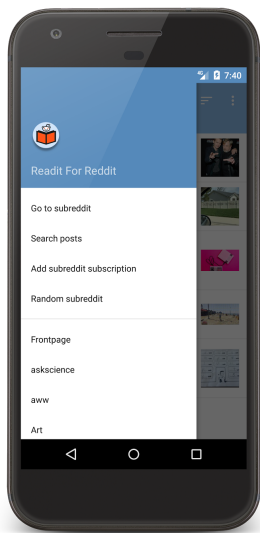 7:40
Readit For Reddit
Go to subreddit
Search posts
Add subreddit subscription
Random subreddit
Frontpage
askscience
aww
Art